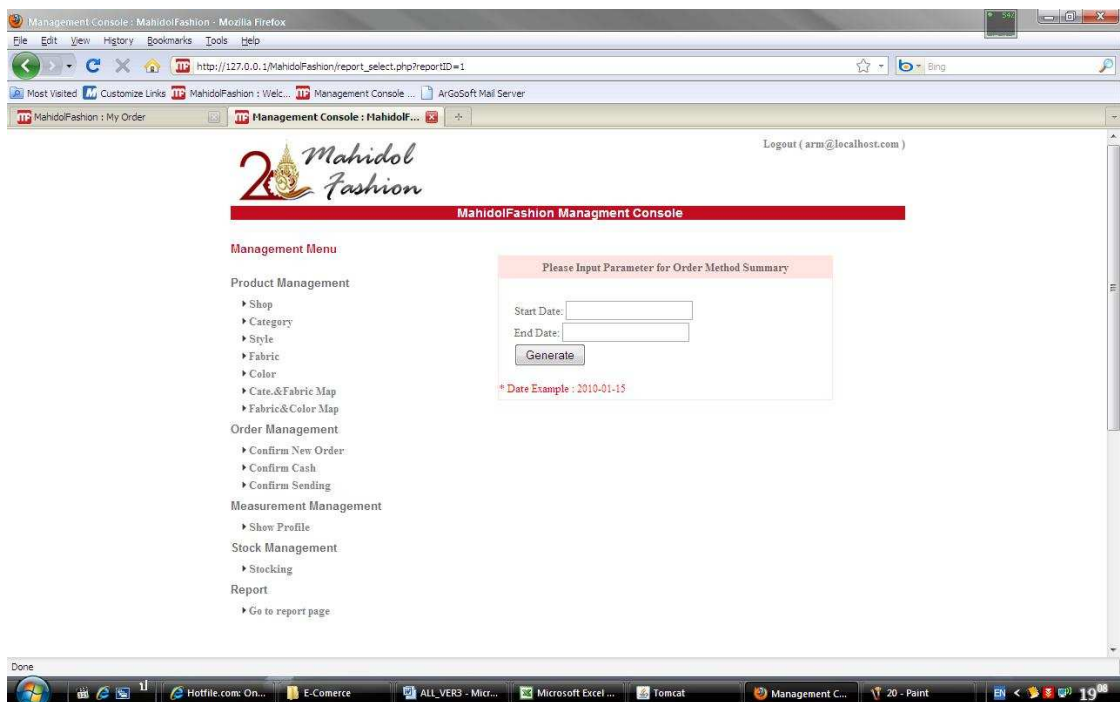 Management Console : MahidolFashion - Mozilla Firefox
File Edit View History Bookmarks Tools Help
http://127.0.0.1/MahidolFashion/report_select.php?reportID=1
Bing
Most Visited Customize Links MahidolFashion : Welc... Management Console ... ArGoSoft Mail Server
MahidolFashion : My Order Management Console : MahidolF...
20 Mahidol
Fashion
Logout ( arm@localhost.com )
MahidolFashion Managment Console
Management Menu
Product Management
Shop
Category
Style
Fabric
Color
Cate.&Fabric Map
Fabric&Color Map
Order Management
Confirm New Order
Confirm Cash
Confirm Sending
Measurement Management
Show Profile
Stock Management
Stocking
Report
Go to report page
Please Input Parameter for Order Method Summary
Start Date:
End Date:
Generate
* Date Example : 2010-01-15
Done
Hotfile.com: On... E-Comerce ALL_VER3 - Micr... Microsoft Excel ... Tomcat Management C... 20 - Paint EN 19 08